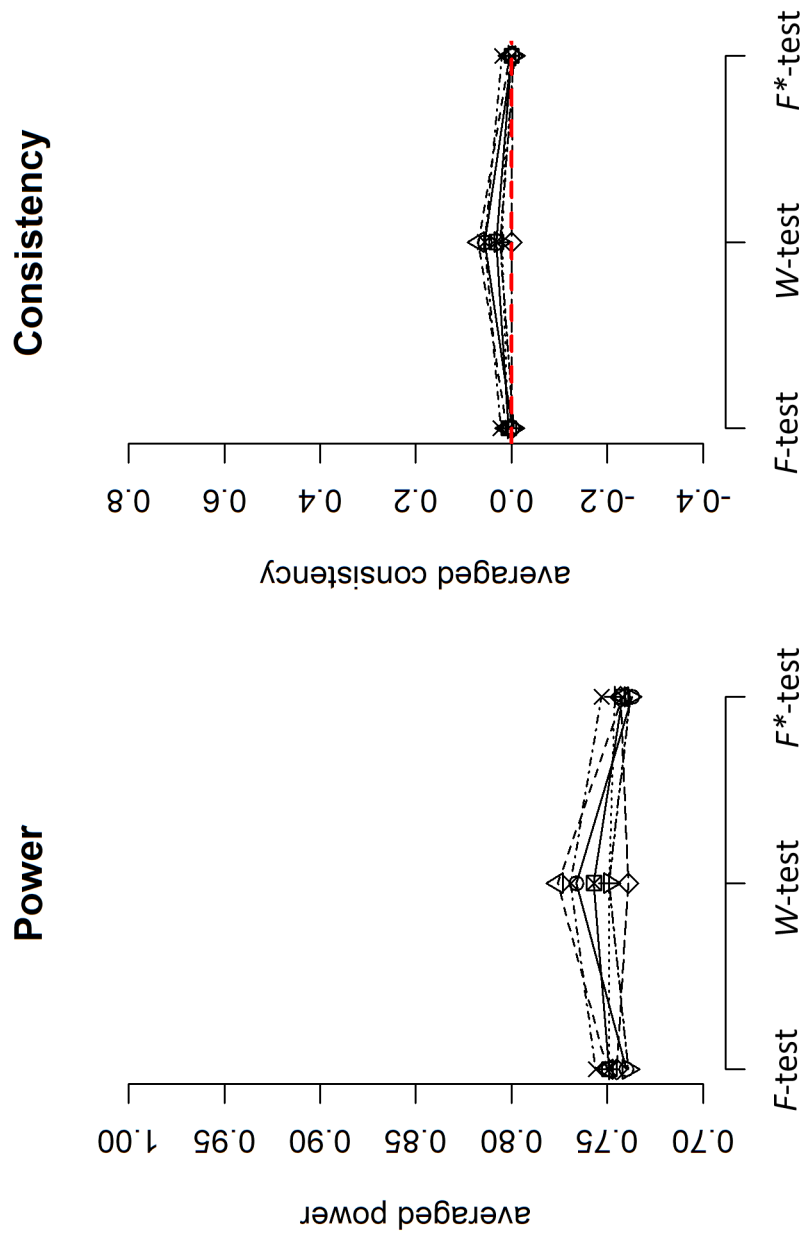 Power
averaged power
1.00
0.95
0.90
0.85
0.80
0.75
0.70
F-test
W-test
F*-test
Consistency
averaged consistency
0.8
0.6
0.4
0.2
0.0
-0.2
-0.4
F-test
W-test
F*-test